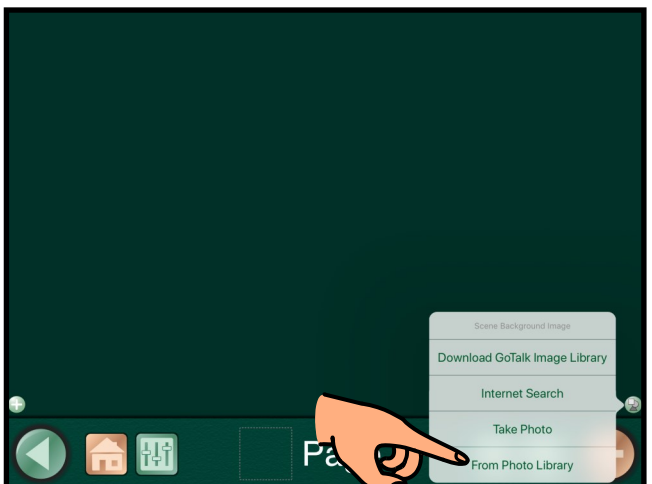 Scene Background Image
Download GoTalk Image Library
Internet Search
Take Photo
From Photo Library